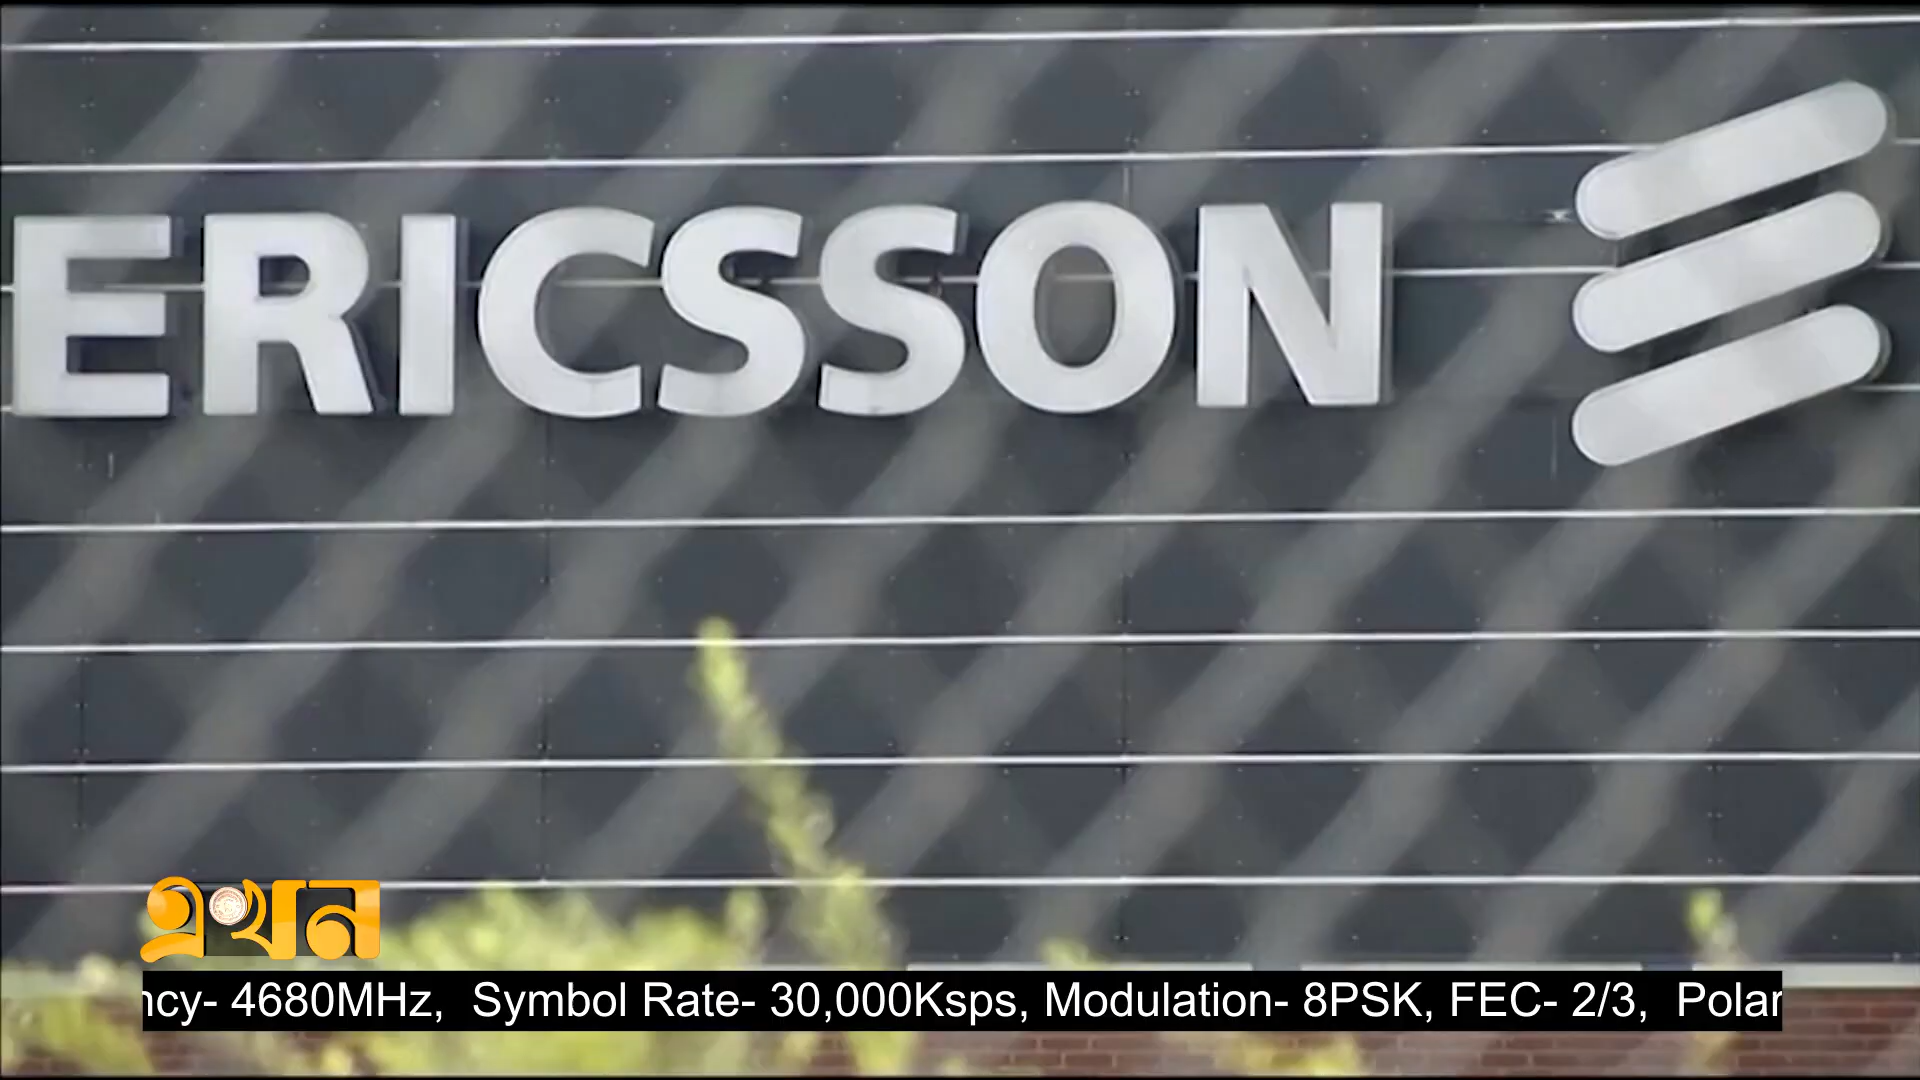 ERICSSON
এখন
ncy- 4680MHz, Symbol Rate- 30,000Ksps, Modulation- 8PSK, FEC- 2/3, Polar